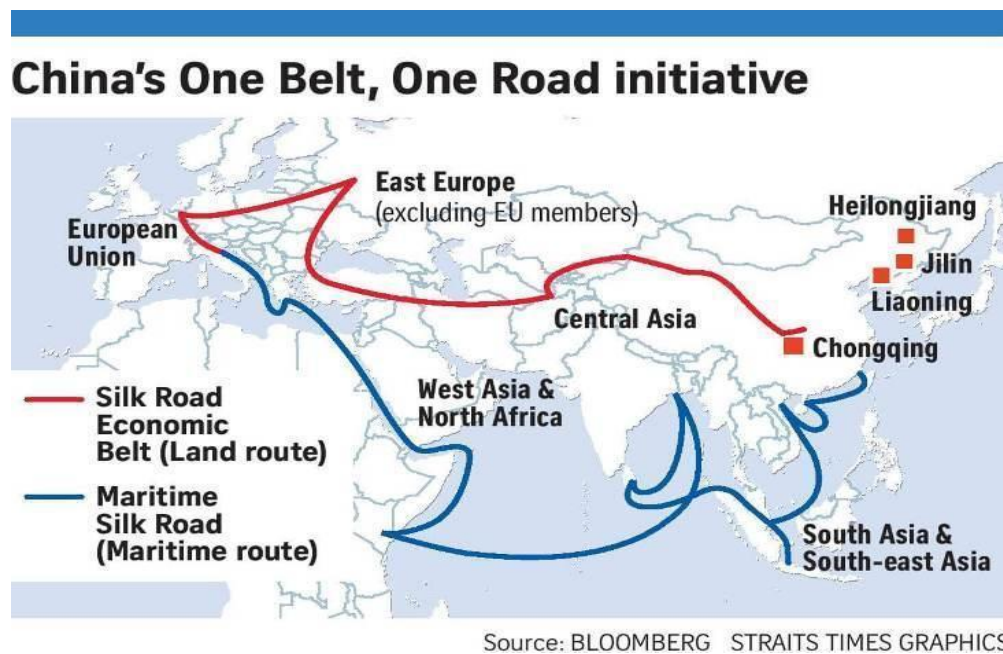 China's One Belt, One Road initiative
East Europe
(excluding EU members)
European
Union
Heilongjiang
Jilin
Liaoning
Central Asia
Chongqing
West Asia &
North Africa
Silk Road
Economic
Belt (Land route)
Maritime
Silk Road
(Maritime route)
South Asia &
South-east Asia
Source: BLOOMBERG STRAITS TIMES GRAPHICS